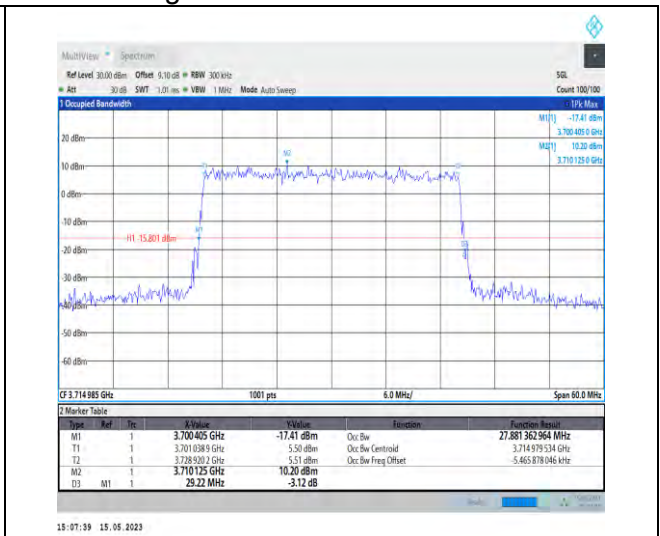 MultiView Spectrum
Ref Level 30.00 dBm Offset 9.10 dB RBW 300 kHz SGL
Att 30 dB SWT 1.01 ms VBW 1 MHz Mode Auto Sweep Count 100/100
1 Occupied Bandwidth 1Pk Max
M1[1] -17.41 dBm
3.700 405 0 GHz
M2[1] 10.20 dBm
3.710 125 0 GHz
20 dBm
M2
10 dBm
0 dBm
-10 dBm
M1
H1 -15.801 dBm
-20 dBm
-30 dBm
-40 dBm
-50 dBm
-60 dBm
CF 3.714 985 GHz 1001 pts 6.0 MHz/ Span 60.0 MHz
2 Marker Table
Type Ref Trc X-Value Y-Value Function Function Result
M1 1 3.700405 GHz -17.41 dBm Occ Bw 27.881 362 964 MHz
T1 1 3.701 038 9 GHz 5.50 dBm Occ Bw Centroid 3.714 979 534 GHz
T2 1 3.728 920 2 GHz 5.51 dBm Occ Bw Freq Offset -5.465 878 046 kHz
M2 1 3.710125 GHz 10.20 dBm
D3 M1 1 29.22 MHz -3.12 dB
15:07:39 15.05.2023